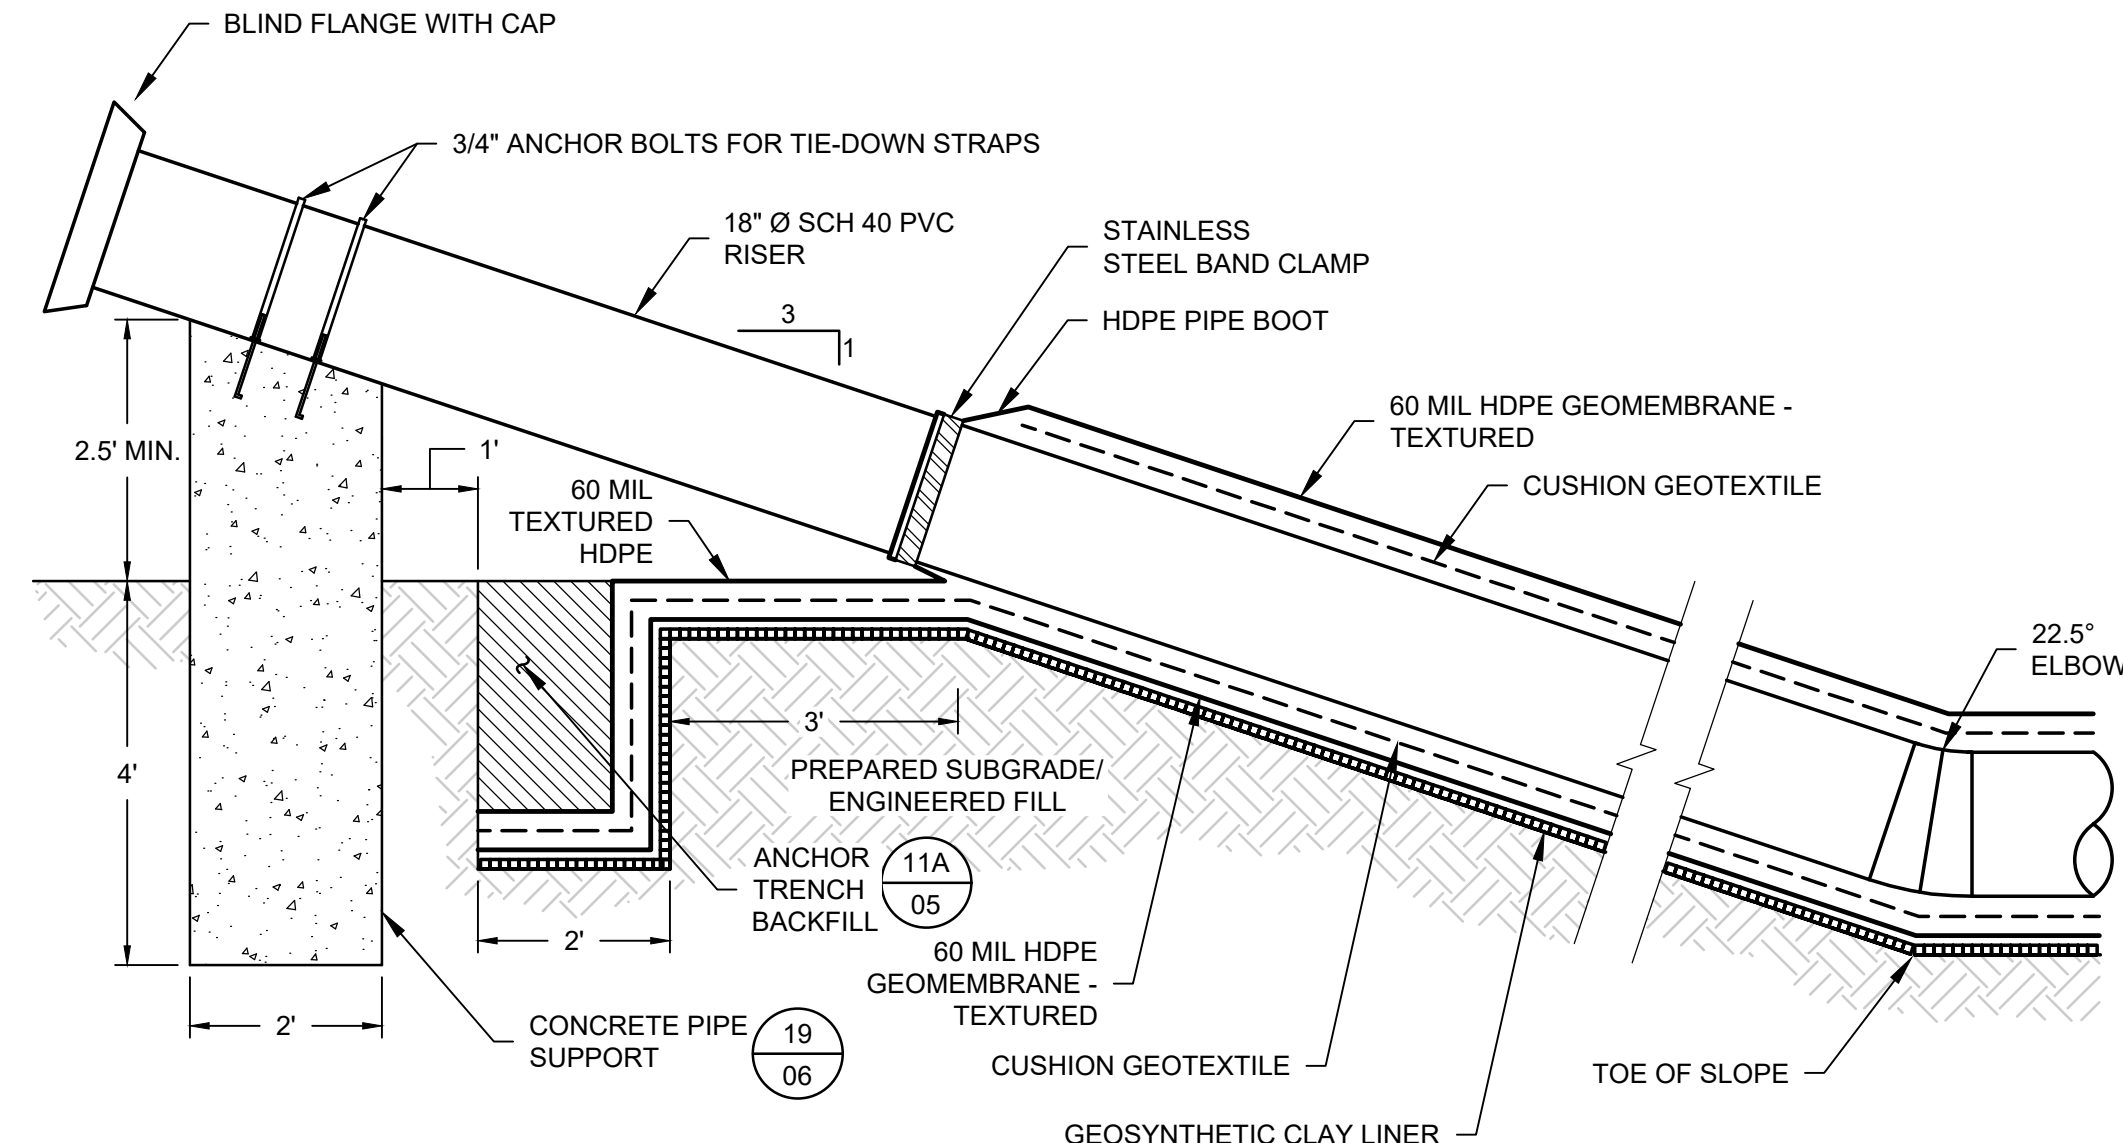 BLIND FLANGE WITH CAP
3/4" ANCHOR BOLTS FOR TIE-DOWN STRAPS
18" Ø SCH 40 PVC
RISER
STAINLESS
STEEL BAND CLAMP
3
1
HDPE PIPE BOOT
60 MIL HDPE GEOMEMBRANE -
TEXTURED
2.5' MIN.
1'
CUSHION GEOTEXTILE
60 MIL
TEXTURED
HDPE
22.5°
ELBOW
3'
4'
PREPARED SUBGRADE/
ENGINEERED FILL
ANCHOR
TRENCH
BACKFILL
11A
05
2'
60 MIL HDPE
GEOMEMBRANE -
TEXTURED
2'
CONCRETE PIPE
SUPPORT
19
06
CUSHION GEOTEXTILE
TOE OF SLOPE
GEOSYNTHETIC CLAY LINER